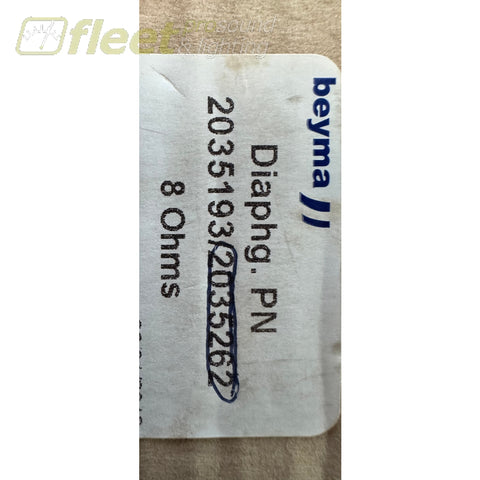 fleet
beyma
Diaphg. PN
2035193/2035262
8 Ohms